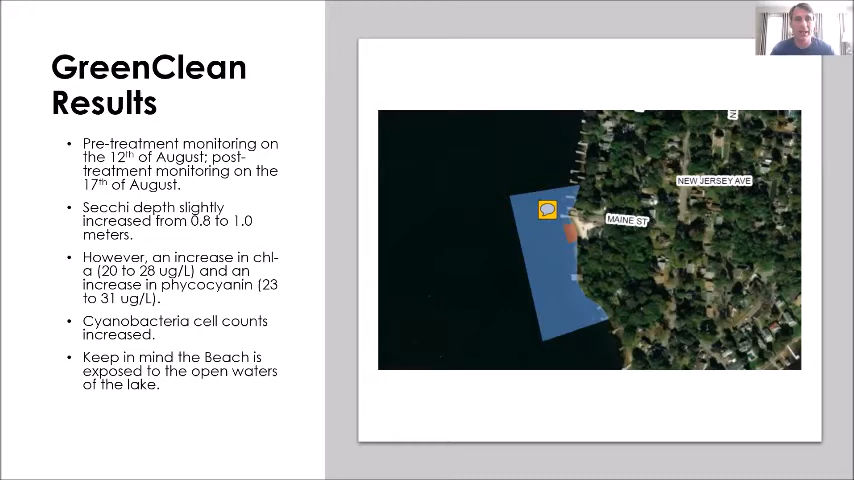 GreenClean
Results
• Pre-treatment monitoring on
the 12th of August; post-
treatment monitoring on the
17th of August.
• Secchi depth slightly
increased from 0.8 to 1.0
meters.
• However, an increase in chl-
a (20 to 28 ug/L) and an
increase in phycocyanin (23
to 31 ug/L).
• Cyanobacteria cell counts
increased.
• Keep in mind the Beach is
exposed to the open waters
of the lake.
NEW JERSEY AVE
MAINE ST